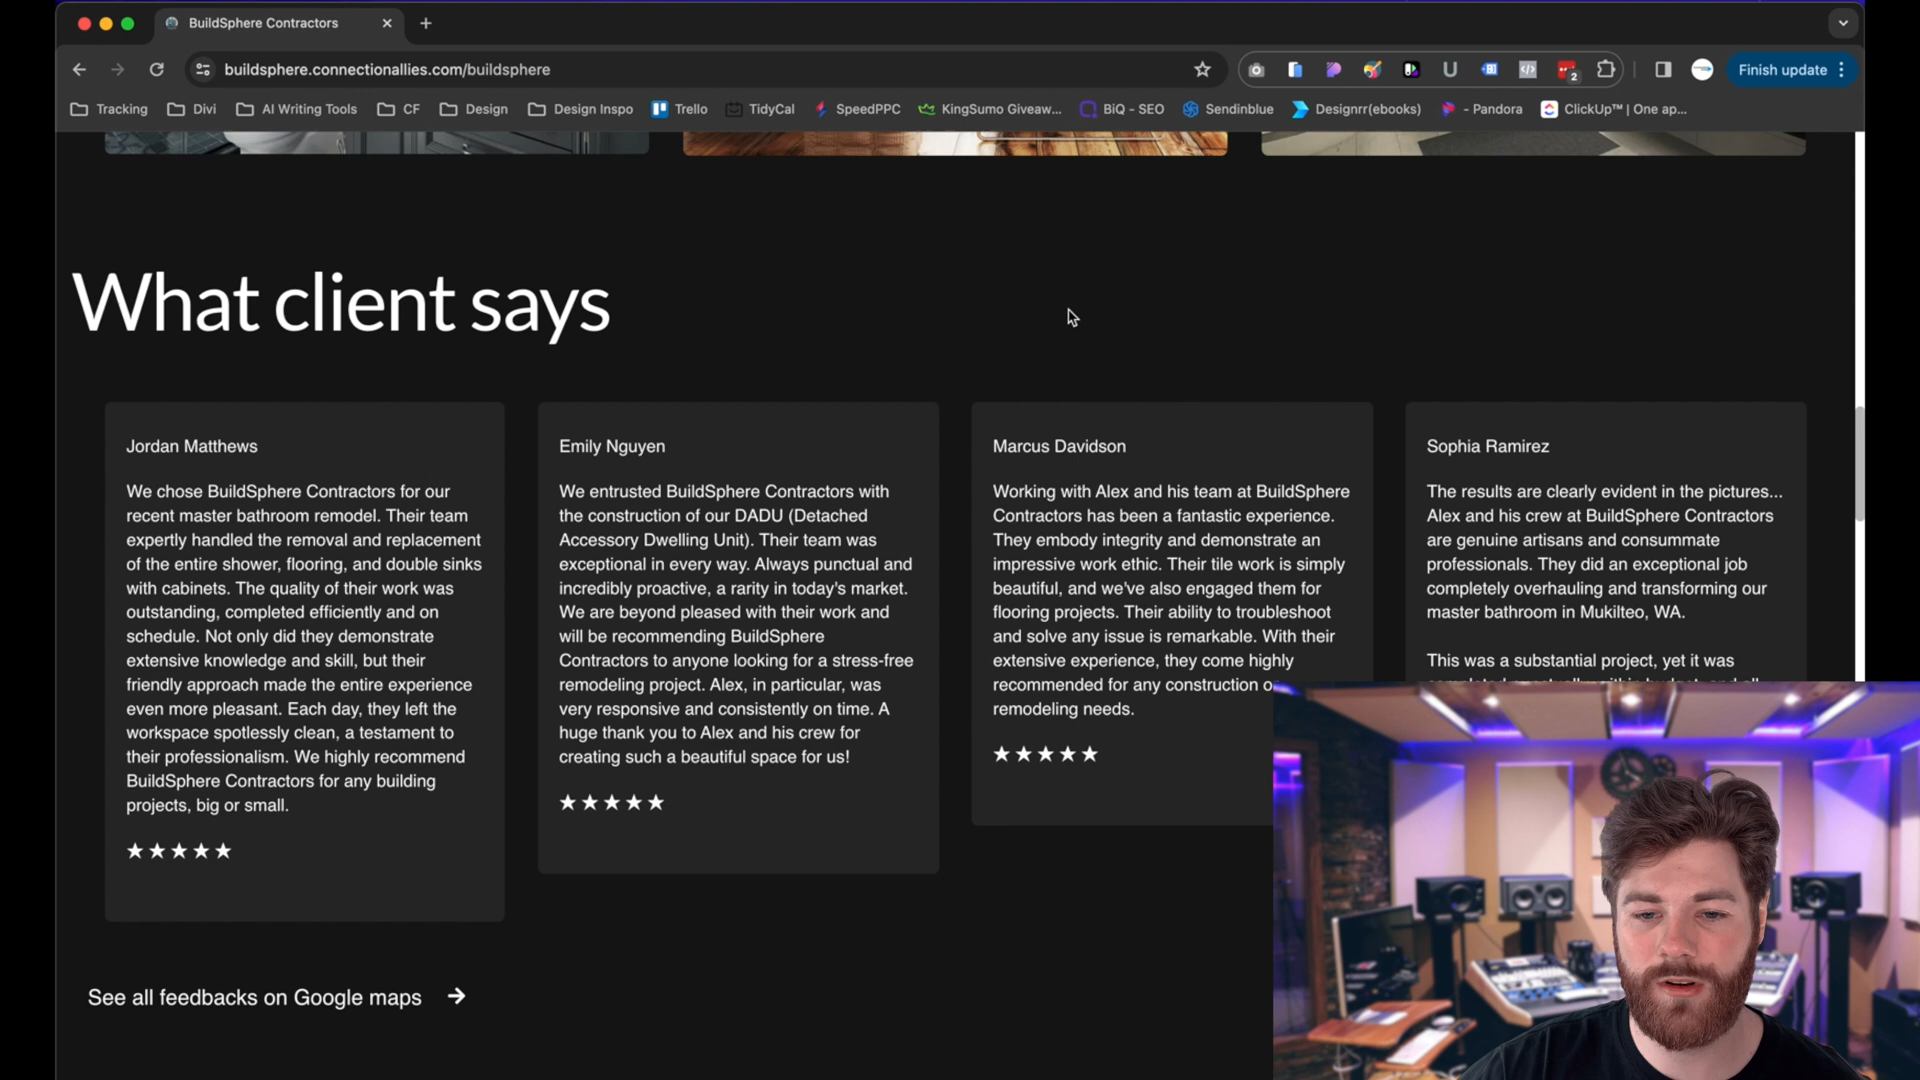 BuildSphere Contractors
buildsphere.connectionallies.com/buildsphere
2
Finish update
Tracking
Divi
AI Writing Tools
CF
Design
Design Inspo
Trello
TidyCal
SpeedPPC
KingSumo Giveaw...
BiQ - SEO
Sendinblue
Designrr(ebooks)
- Pandora
ClickUp™ | One ap...
What client says
Jordan Matthews
We chose BuildSphere Contractors for our
recent master bathroom remodel. Their team
expertly handled the removal and replacement
of the entire shower, flooring, and double sinks
with cabinets. The quality of their work was
outstanding, completed efficiently and on
schedule. Not only did they demonstrate
extensive knowledge and skill, but their
friendly approach made the entire experience
even more pleasant. Each day, they left the
workspace spotlessly clean, a testament to
their professionalism. We highly recommend
BuildSphere Contractors for any building
projects, big or small.
★★★★★
Emily Nguyen
We entrusted BuildSphere Contractors with
the construction of our DADU (Detached
Accessory Dwelling Unit). Their team was
exceptional in every way. Always punctual and
incredibly proactive, a rarity in today's market.
We are beyond pleased with their work and
will be recommending BuildSphere
Contractors to anyone looking for a stress-free
remodeling project. Alex, in particular, was
very responsive and consistently on time. A
huge thank you to Alex and his crew for
creating such a beautiful space for us!
★★★★★
Marcus Davidson
Working with Alex and his team at BuildSphere
Contractors has been a fantastic experience.
They embody integrity and demonstrate an
impressive work ethic. Their tile work is simply
beautiful, and we've also engaged them for
flooring projects. Their ability to troubleshoot
and solve any issue is remarkable. With their
extensive experience, they come highly
recommended for any construction
remodeling needs.
★★★★★
Sophia Ramirez
The results are clearly evident in the pictures...
Alex and his crew at BuildSphere Contractors
are genuine artisans and consummate
professionals. They did an exceptional job
completely overhauling and transforming our
master bathroom in Mukilteo, WA.
This was a substantial project, yet it was
See all feedbacks on Google maps →